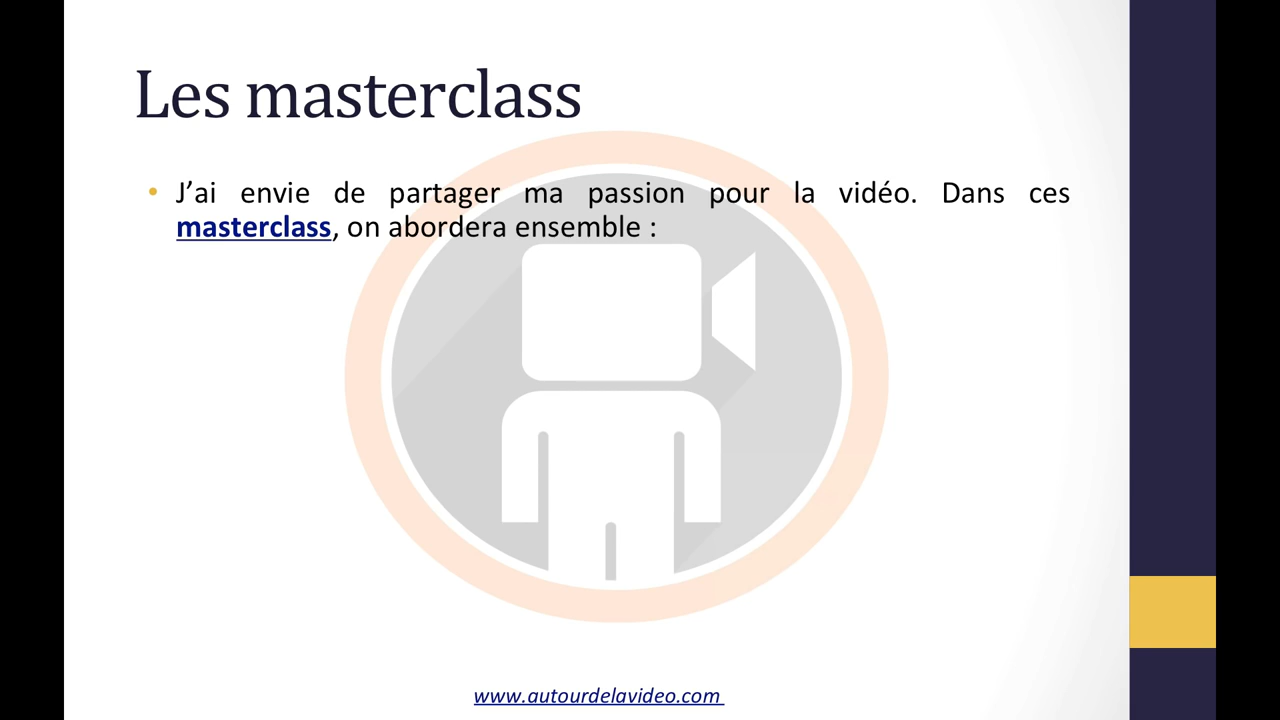 Les masterclass
• J’ai envie de partager ma passion pour la vidéo. Dans ces
masterclass, on abordera ensemble :
www.autourdelavideo.com